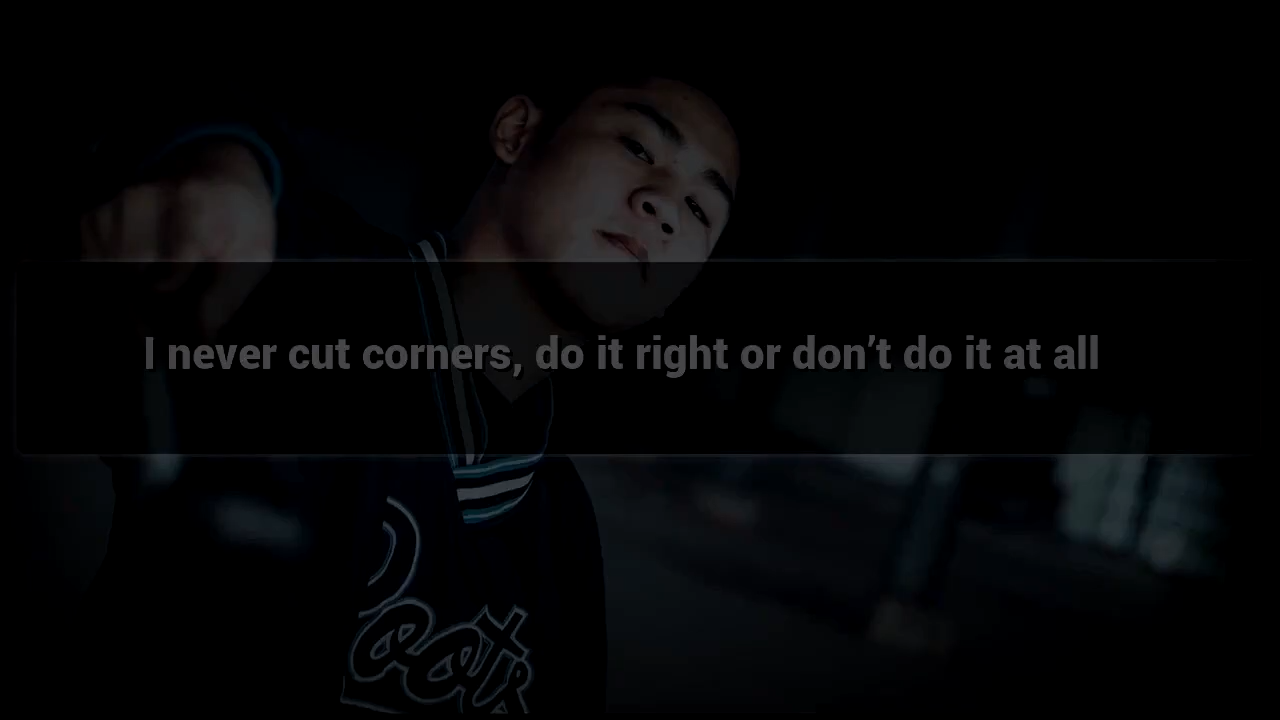 I never cut corners, do it right or don’t do it at all